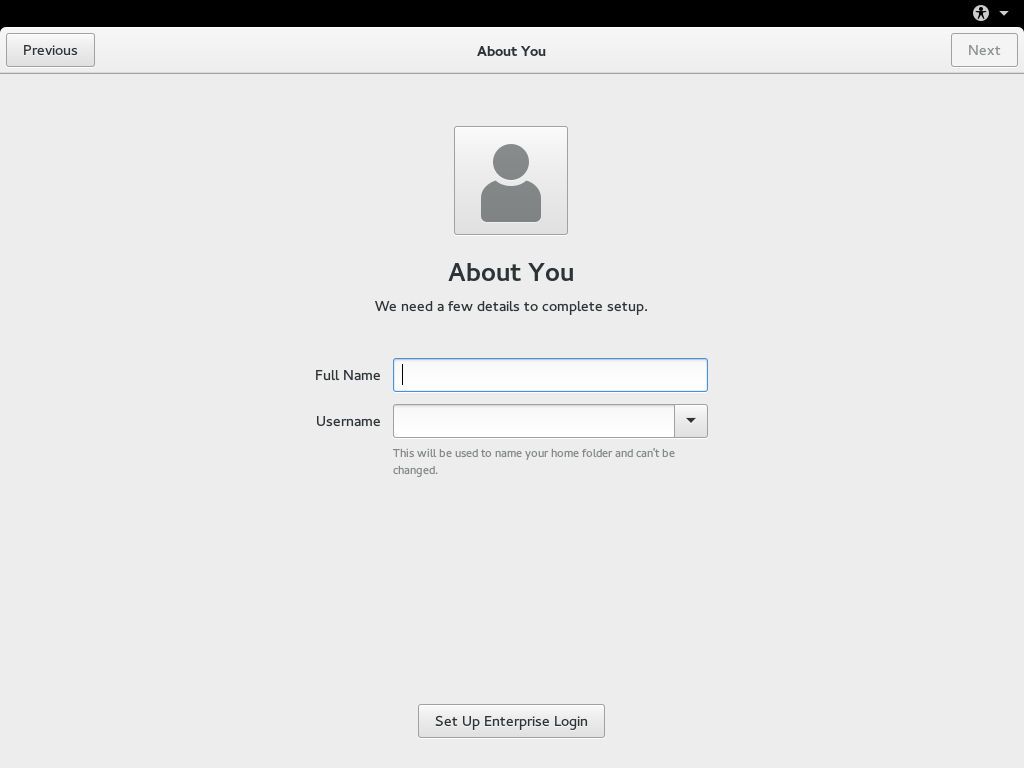 Previous
About You
Next
About You
We need a few details to complete setup.
Full Name
Username
This will be used to name your home folder and can't be
changed.
Set Up Enterprise Login